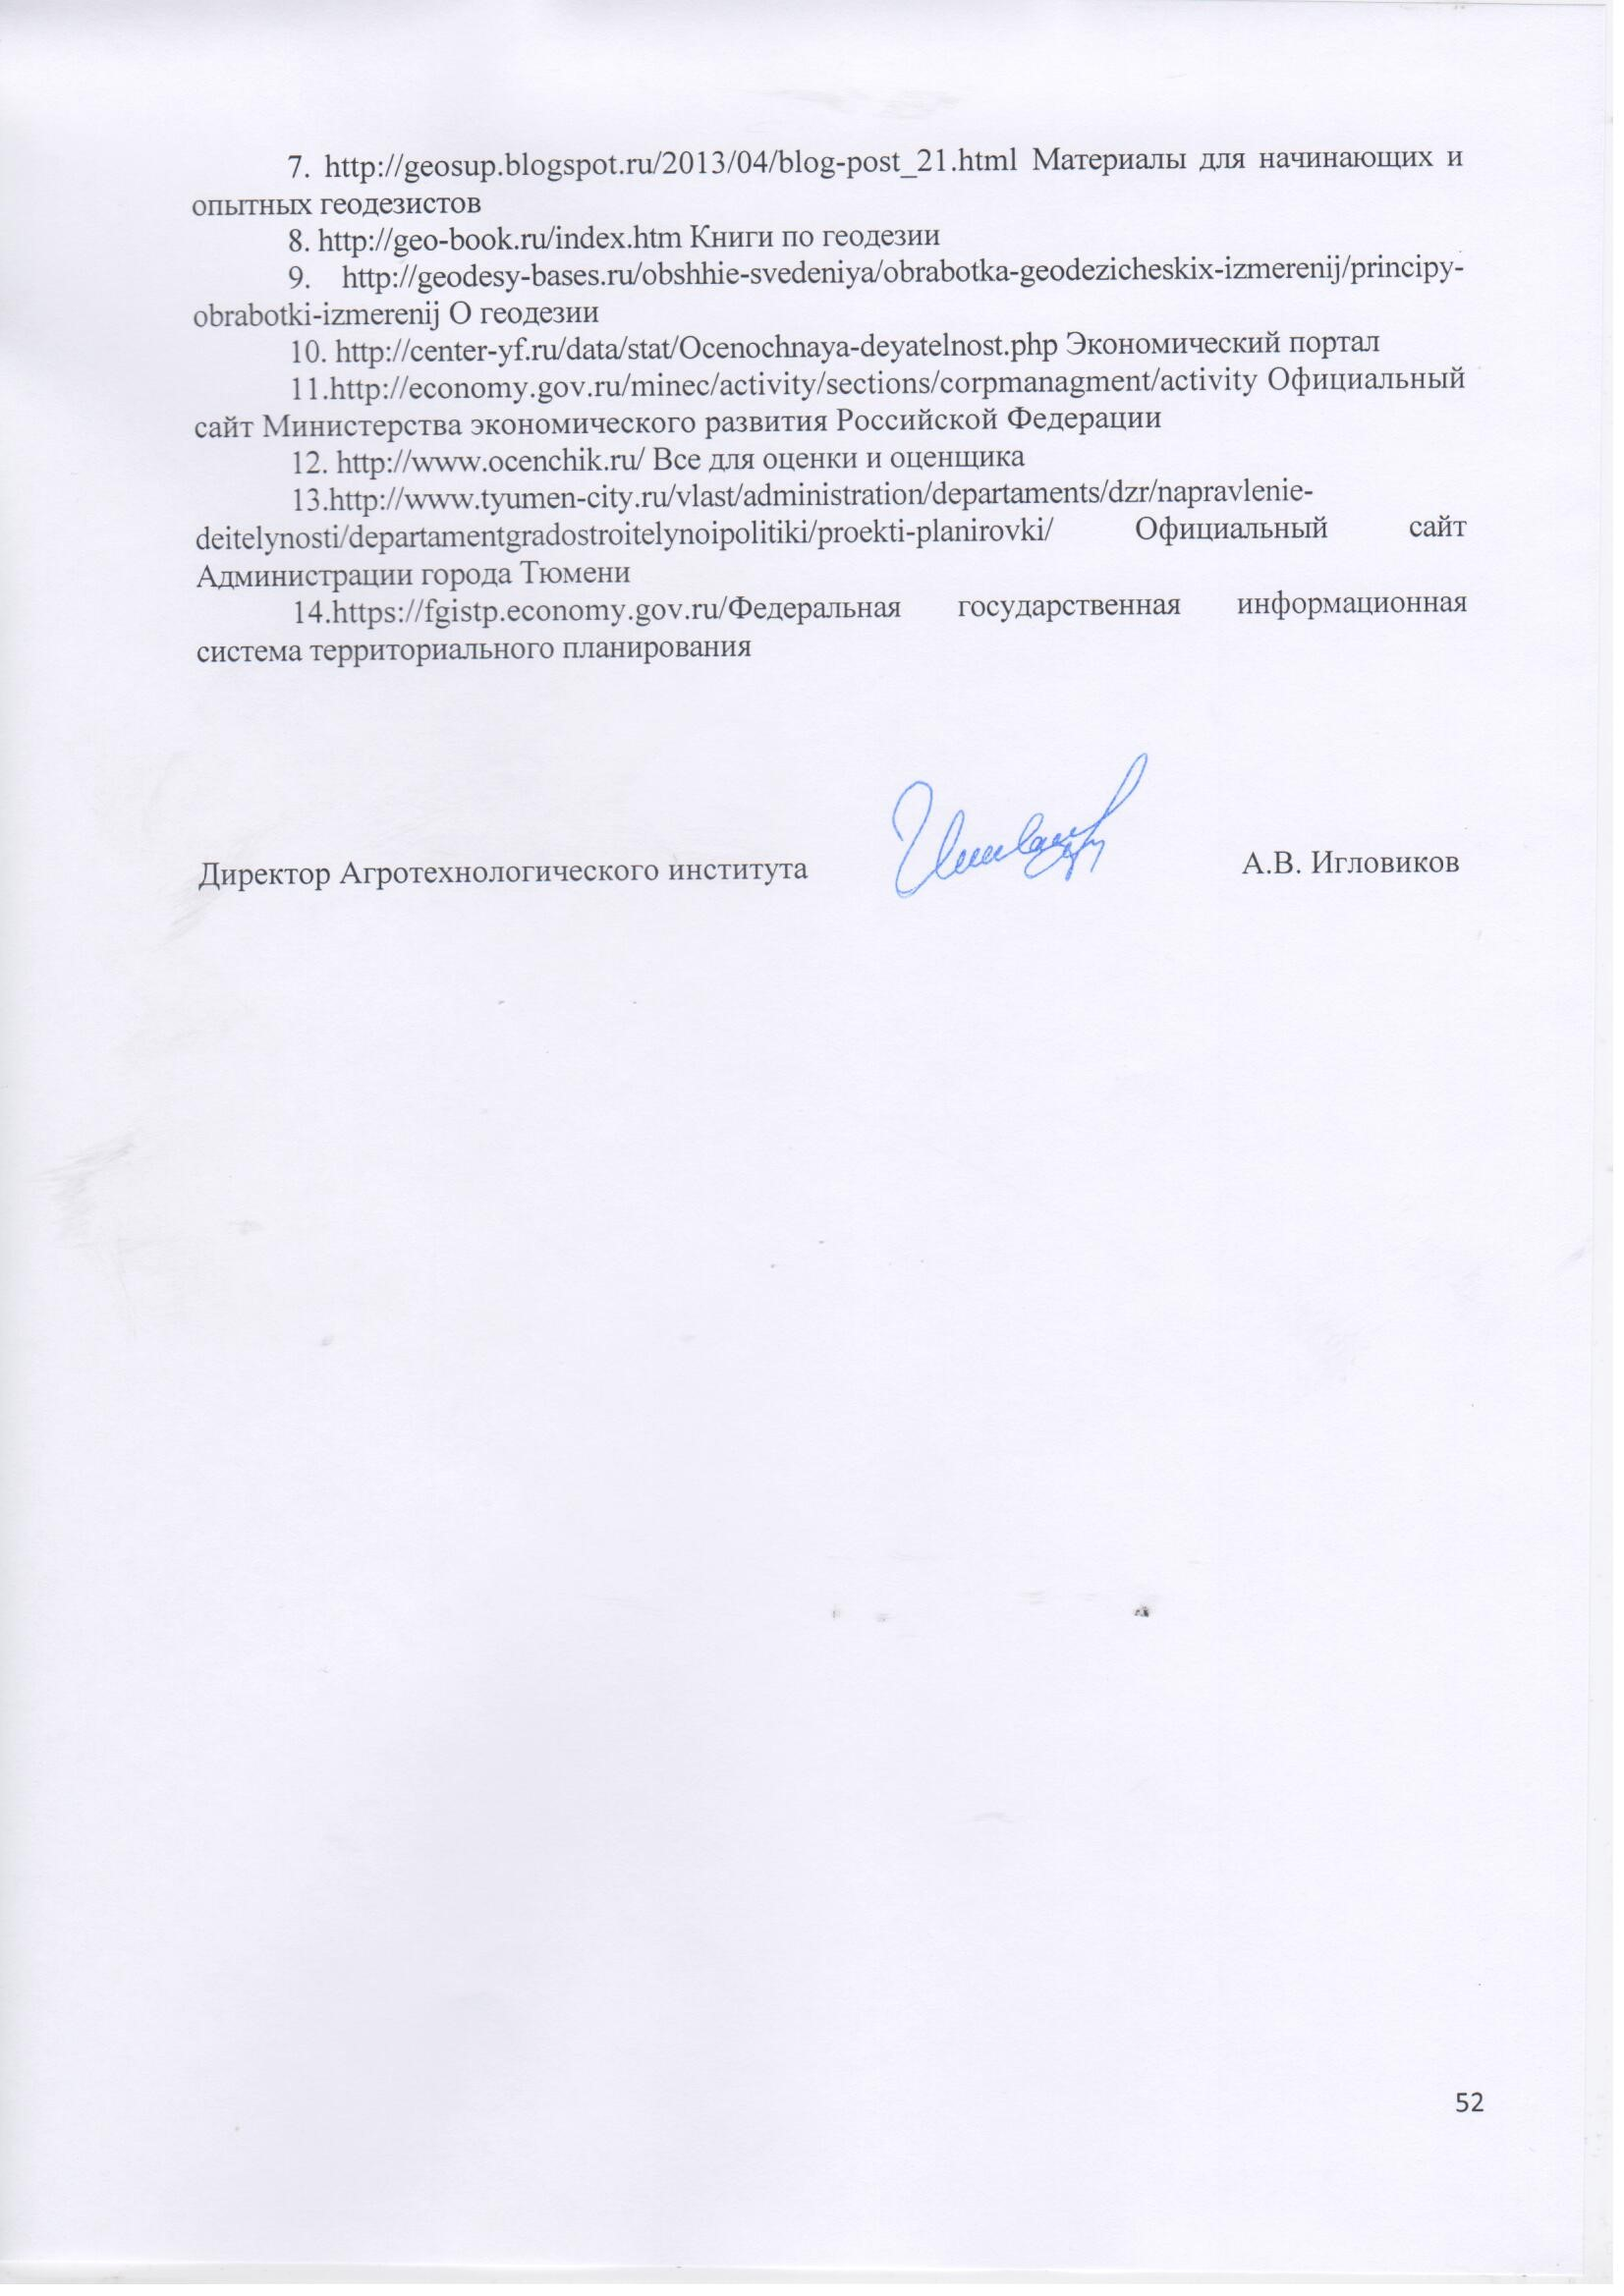 7. http://geosup.blogspot.ru/2013/04/blog-post_21.html Материалы для начинающих и
опытных геодезистов
8. http://geo-book.ru/index.htm Книги по геодезии
9. http://geodesy-bases.ru/obshhie-svedeniya/obrabotka-geodezicheskix-izmerenij/principy-
obrabotki-izmerenij О геодезии
10. http://center-yf.ru/data/stat/Ocenochnaya-deyatelnost.php Экономический портал
11.http://economy.gov.ru/minec/activity/sections/corpmanagment/activity Официальный
сайт Министерства экономического развития Российской Федерации
12. http://www.ocenchik.ru/ Все для оценки и оценщика
13.http://www.tyumen-city.ru/vlast/administration/departaments/dzr/napravlenie-
deitelynosti/departamentgradostroitelynoipolitiki/proekti-planirovki/ Официальный сайт
Администрации города Тюмени
14.https://fgistp.economy.gov.ru/Федеральная государственная информационная
система территориального планирования
Директор Агротехнологического института А.В. Игловиков
52